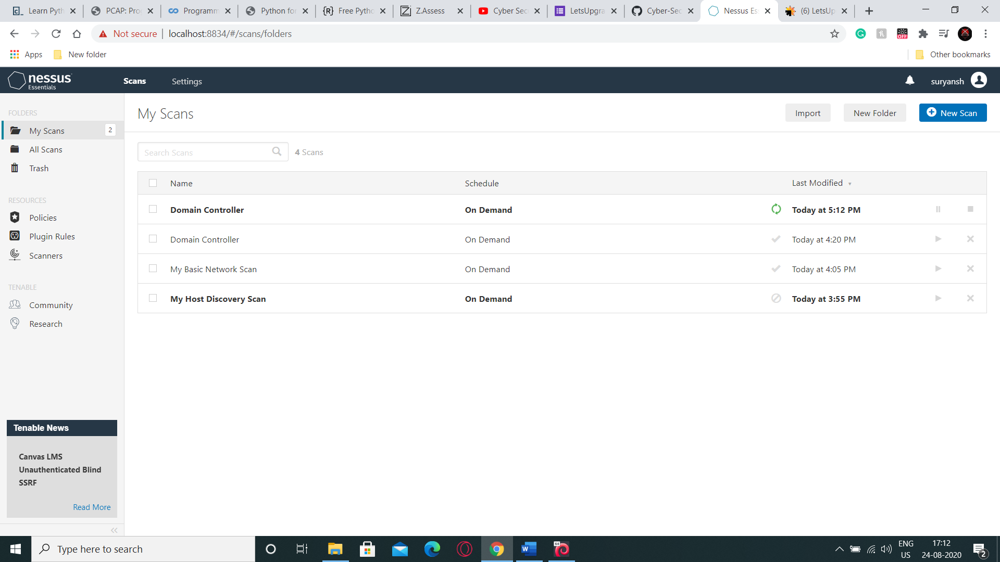 Learn Pyth
PCAP: Prog
Programm
Python for
Free Pytho
Z.Assess
Cyber Sec
LetsUpgra
Cyber-Sec
Nessus Es
(6) LetsUp
Not secure
localhost:8834/#/scans/folders
OFF
Apps
New folder
Other bookmarks
nessus
Essentials
Scans
Settings
suryansh
FOLDERS
My Scans
2
All Scans
Trash
RESOURCES
Policies
Plugin Rules
Scanners
TENABLE
Community
Research
Tenable News
Canvas LMS
Unauthenticated Blind
SSRF
Read More
My Scans
Import
New Folder
New Scan
Search Scans
4 Scans
Name Schedule Last Modified
Domain Controller On Demand Today at 5:12 PM
Domain Controller On Demand Today at 4:20 PM
My Basic Network Scan On Demand Today at 4:05 PM
My Host Discovery Scan On Demand Today at 3:55 PM
Type here to search
64
ENG
US
17:12
24-08-2020
2